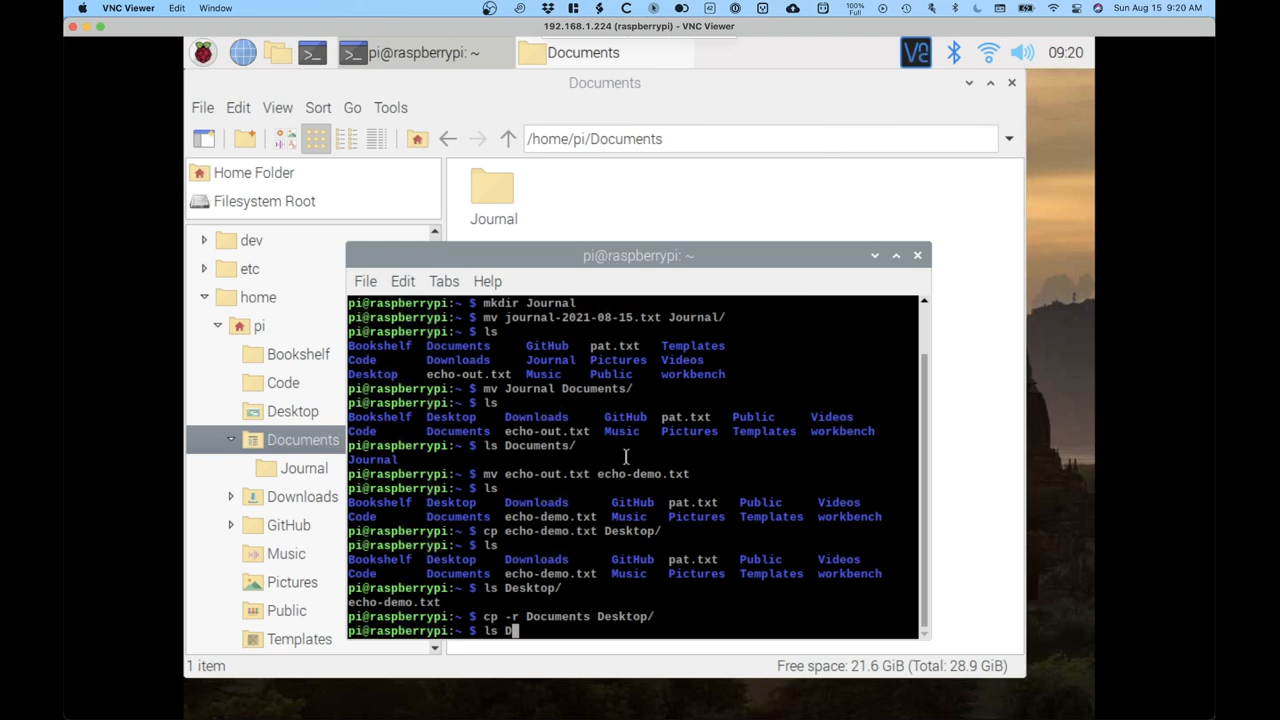 VNC Viewer Edit Window 100% Full Sun Aug 15 9:20 AM
192.168.1.224 (raspberrypi) - VNC Viewer
pi@raspberrypi: ~ Documents 09:20
Documents
File Edit View Sort Go Tools
/home/pi/Documents
Home Folder
Filesystem Root
Journal
dev
etc
home
pi
Bookshelf
Code
Desktop
Documents
Journal
Downloads
GitHub
Music
Pictures
Public
Templates
pi@raspberrypi: ~
File Edit Tabs Help
pi@raspberrypi:~ $ mkdir Journal
pi@raspberrypi:~ $ mv journal-2021-08-15.txt Journal/
pi@raspberrypi:~ $ ls
Bookshelf Documents GitHub pat.txt Templates
Code Downloads Journal Pictures Videos
Desktop echo-out.txt Music Public workbench
pi@raspberrypi:~ $ mv Journal Documents/
pi@raspberrypi:~ $ ls
Bookshelf Desktop Downloads GitHub pat.txt Public Videos
Code Documents echo-out.txt Music Pictures Templates workbench
pi@raspberrypi:~ $ ls Documents/
Journal
pi@raspberrypi:~ $ mv echo-out.txt echo-demo.txt
pi@raspberrypi:~ $ ls
Bookshelf Desktop Downloads GitHub pat.txt Public Videos
Code Documents echo-demo.txt Music Pictures Templates workbench
pi@raspberrypi:~ $ cp echo-demo.txt Desktop/
pi@raspberrypi:~ $ ls
Bookshelf Desktop Downloads GitHub pat.txt Public Videos
Code Documents echo-demo.txt Music Pictures Templates workbench
pi@raspberrypi:~ $ ls Desktop/
echo-demo.txt
pi@raspberrypi:~ $ cp -r Documents Desktop/
pi@raspberrypi:~ $ ls D
1 item Free space: 21.6 GiB (Total: 28.9 GiB)